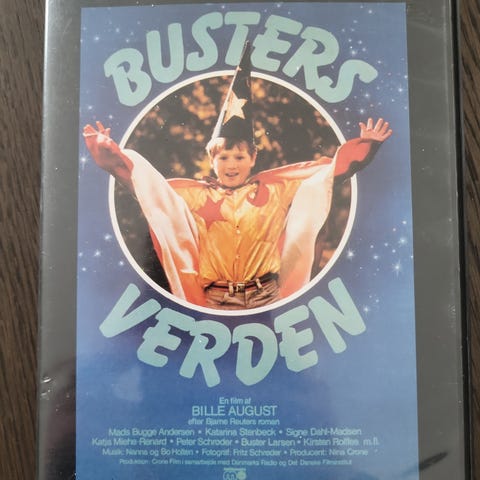 BUSTERS
VERDEN
En film af
BILLE AUGUST
efter Bjarne Reuters roman
Mads Bugge Andersen • Katarina Stenbeck • Signe Dahl-Madsen
Katja Miehe-Renard • Peter Schrøder • Buster Larsen • Kirsten Rolffes m.fl.
Musik: Nanna og Bo Holten • Fotograf: Fritz Schrøder • Producent: Nina Crone
Produktion: Crone Film i samarbejde med Danmarks Radio og Det Danske Filminstitut